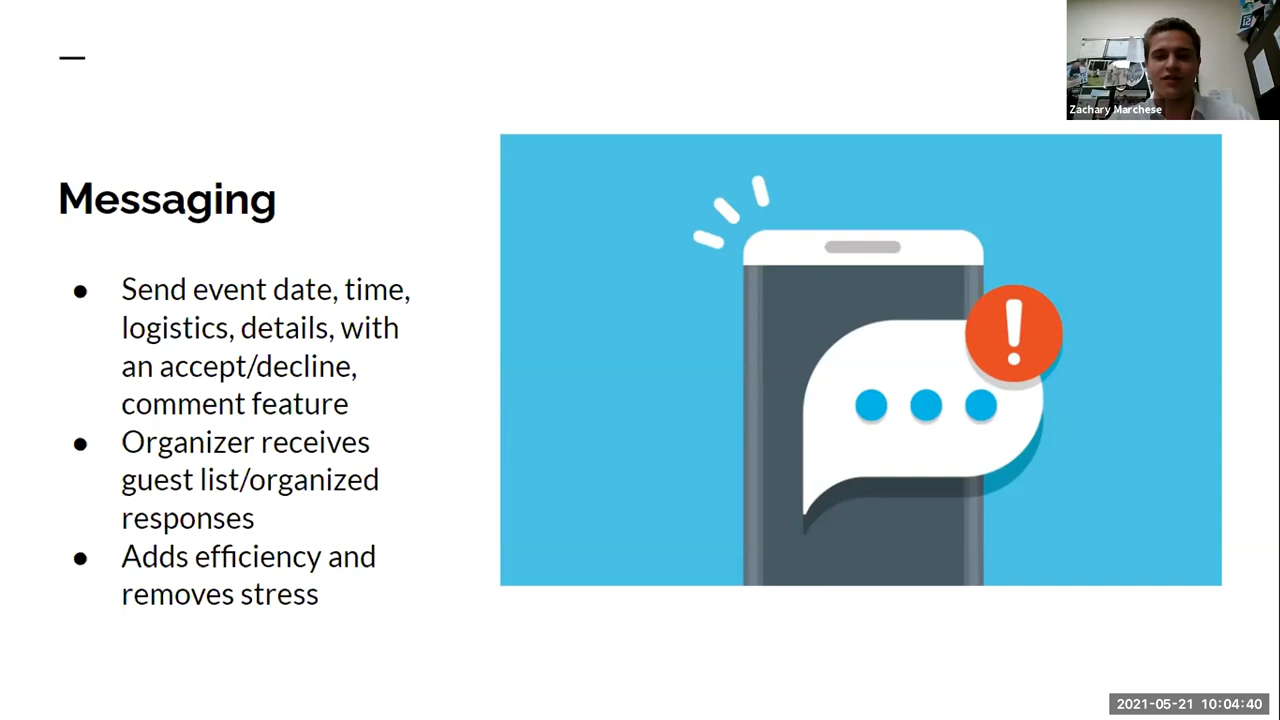 Zachary Marchese
Messaging
● Send event date, time,
logistics, details, with
an accept/decline,
comment feature
● Organizer receives
guest list/organized
responses
● Adds efficiency and
removes stress
2021-05-21 10:04:40